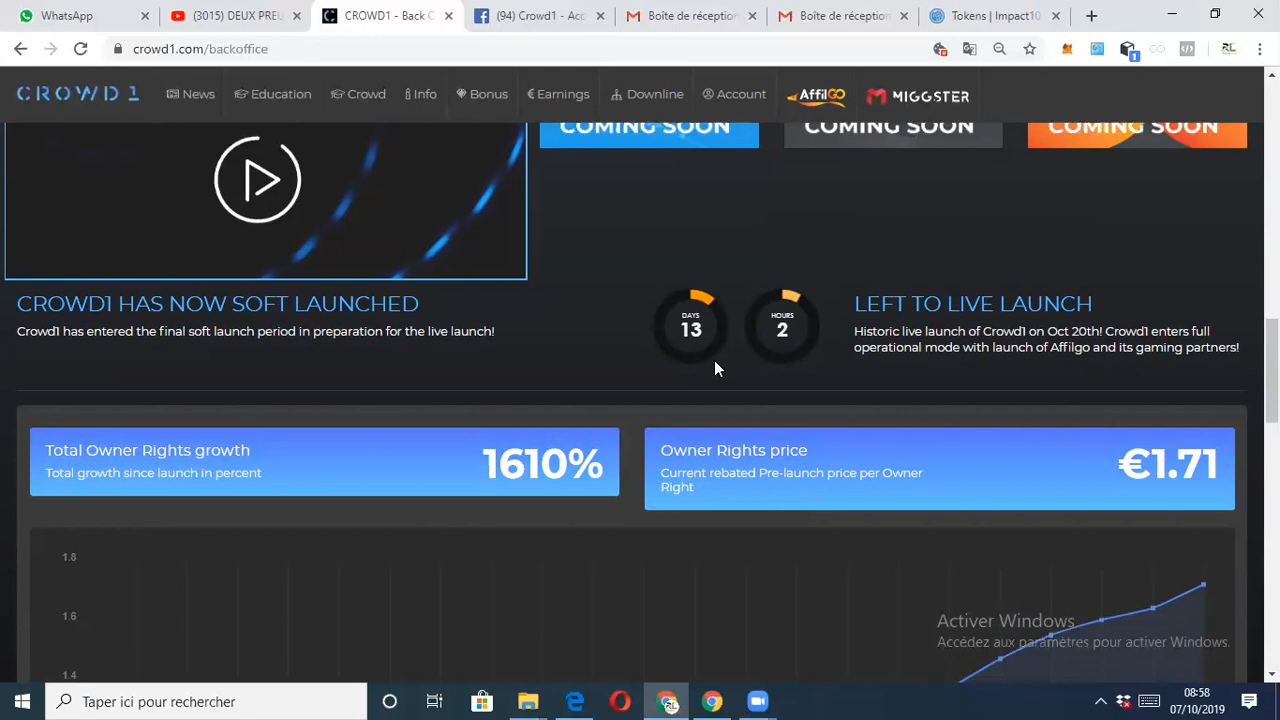 WhatsApp
(3015) DEUX PREU
CROWD1 - Back O
(94) Crowd1 - Acc
Boîte de réception
Boîte de réception
Tokens | Impact10
crowd1.com/backoffice
1
CROWD1
News
Education
Crowd
Info
Bonus
Earnings
Downline
Account
AffilGO
MIGGSTER
COMING SOON
COMING SOON
COMING SOON
CROWD1 HAS NOW SOFT LAUNCHED
Crowd1 has entered the final soft launch period in preparation for the live launch!
DAYS
13
HOURS
2
LEFT TO LIVE LAUNCH
Historic live launch of Crowd1 on Oct 20th! Crowd1 enters full
operational mode with launch of Affilgo and its gaming partners!
Total Owner Rights growth
Total growth since launch in percent
1610%
Owner Rights price
Current rebated Pre-launch price per Owner
Right
€1.71
1.8
1.6
1.4
Activer Windows
Accédez aux paramètres pour activer Windows.
Taper ici pour rechercher
08:58
07/10/2019